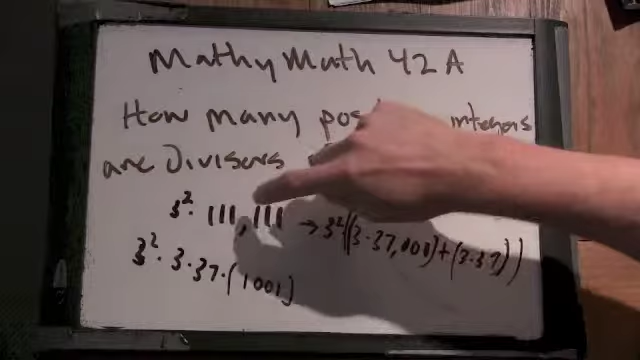 Mathy Math 42 A
How many pos integers
are Divisors
3² · 111,111 → 3²((3·37,000)+(3·37))
3² · 3 · 37 · (1001)